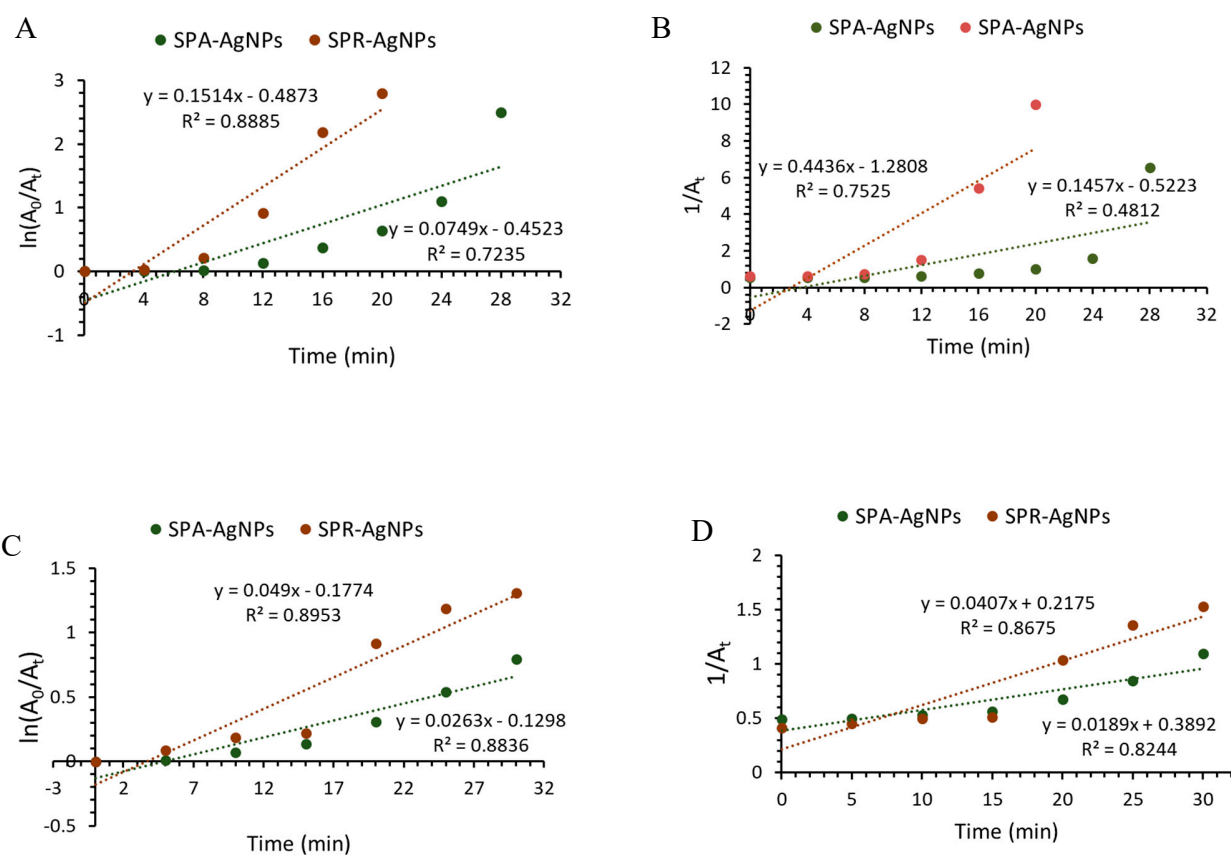 A
SPA-AgNPs SPR-AgNPs
ln(A₀/Aₜ)
3
2
1
0
-1
y = 0.1514x - 0.4873
R² = 0.8885
y = 0.0749x - 0.4523
R² = 0.7235
0 4 8 12 16 20 24 28 32
Time (min)
B
SPA-AgNPs SPA-AgNPs
1/Aₜ
12
10
8
6
4
2
0
-2
y = 0.4436x - 1.2808
R² = 0.7525
y = 0.1457x - 0.5223
R² = 0.4812
0 4 8 12 16 20 24 28 32
Time (min)
C
SPA-AgNPs SPR-AgNPs
ln(A₀/Aₜ)
1.5
1
0.5
0
-0.5
y = 0.049x - 0.1774
R² = 0.8953
y = 0.0263x - 0.1298
R² = 0.8836
-3 2 7 12 17 22 27 32
Time (min)
D
SPA-AgNPs SPR-AgNPs
1/Aₜ
2
1.5
1
0.5
0
y = 0.0407x + 0.2175
R² = 0.8675
y = 0.0189x + 0.3892
R² = 0.8244
0 5 10 15 20 25 30
Time (min)